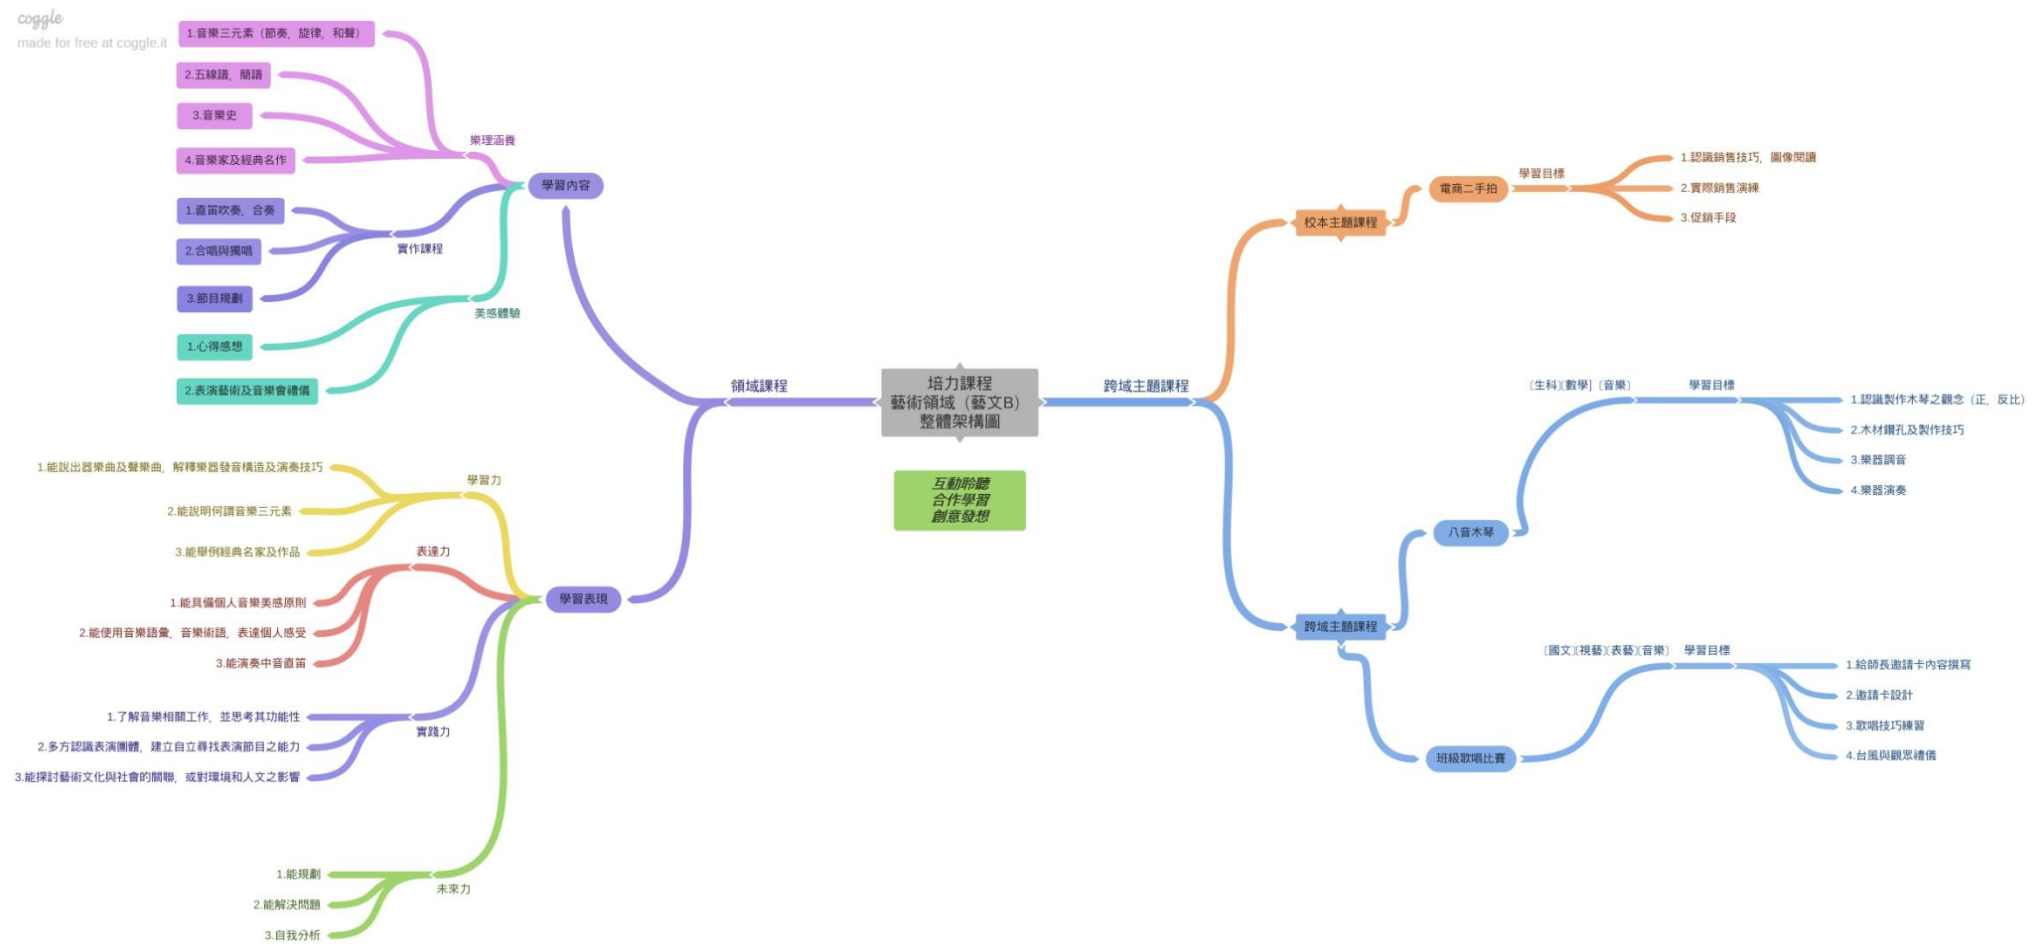 coggle
made for free at coggle.it
1.音樂三元素（節奏，旋律，和聲）
2.五線譜，簡譜
3.音樂史
4.音樂家及經典名作
樂理涵養
學習內容
1.直笛吹奏，合奏
2.合唱與獨唱
3.節目規劃
實作課程
1.心得感想
2.表演藝術及音樂會禮儀
美感體驗
領域課程
培力課程
藝術領域（藝文B）
整體架構圖
互動聆聽
合作學習
創意發想
1.能說出器樂曲及聲樂曲，解釋樂器發音構造及演奏技巧
2.能說明何謂音樂三元素
3.能舉例經典名家及作品
學習力
表達力
1.能具備個人音樂美感原則
2.能使用音樂語彙，音樂術語，表達個人感受
3.能演奏中音直笛
學習表現
1.了解音樂相關工作，並思考其功能性
2.多方認識表演團體，建立自立尋找表演節目之能力
3.能探討藝術文化與社會的關聯，或對環境和人文之影響
實踐力
1.能規劃
2.能解決問題
3.自我分析
未來力
跨域主題課程
校本主題課程
電商二手拍
學習目標
1.認識銷售技巧，圖像閱讀
2.實際銷售演練
3.促銷手段
跨域主題課程
八音木琴
〔生科〕〔數學〕〔音樂〕
學習目標
1.認識製作木琴之觀念（正，反比）
2.木材鑽孔及製作技巧
3.樂器調音
4.樂器演奏
班級歌唱比賽
〔國文〕〔視藝〕〔表藝〕〔音樂〕
學習目標
1.給師長邀請卡內容撰寫
2.邀請卡設計
3.歌唱技巧練習
4.台風與觀眾禮儀